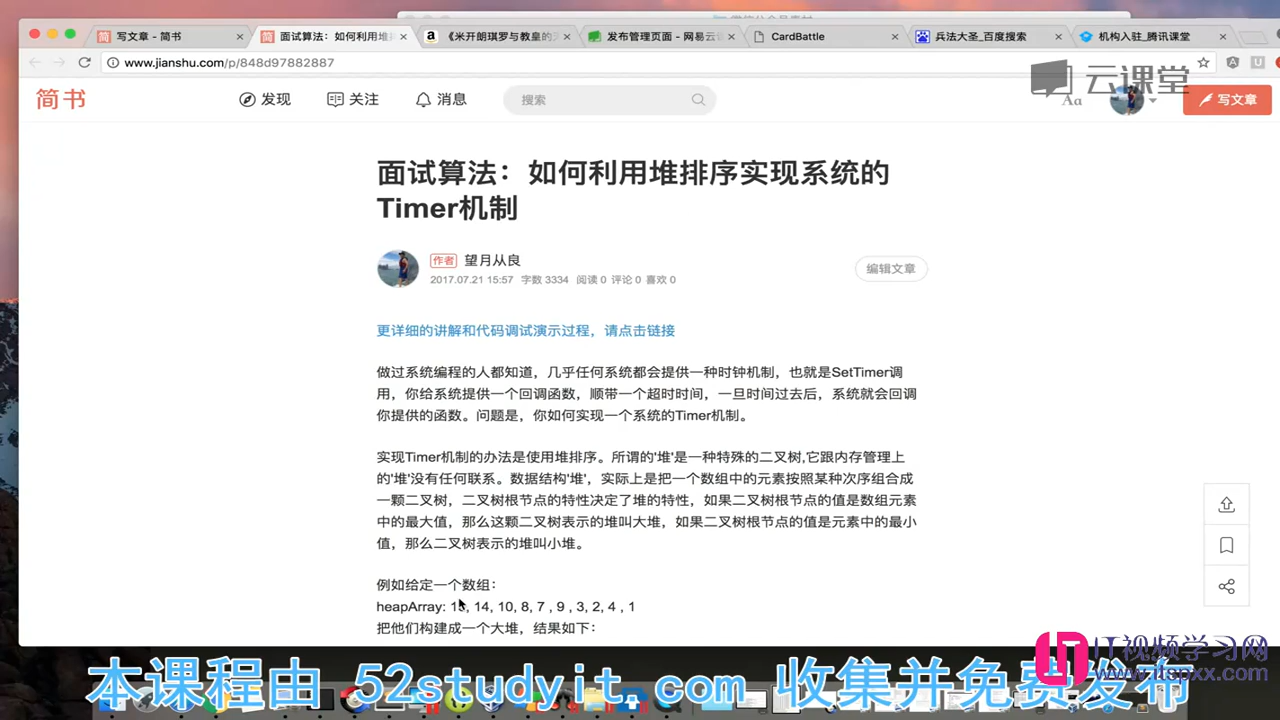 写文章 - 简书
面试算法：如何利用堆排
《米开朗琪罗与教皇的天
发布管理页面 - 网易云课
CardBattle
兵法大圣_百度搜索
机构入驻_腾讯课堂
www.jianshu.com/p/848d97882887
云课堂
简书
发现
关注
消息
搜索
Aa
写文章
面试算法：如何利用堆排序实现系统的
Timer机制
作者 望月从良
2017.07.21 15:57 字数 3334 阅读 0 评论 0 喜欢 0
编辑文章
更详细的讲解和代码调试演示过程，请点击链接
做过系统编程的人都知道，几乎任何系统都会提供一种时钟机制，也就是SetTimer调
用，你给系统提供一个回调函数，顺带一个超时时间，一旦时间过去后，系统就会回调
你提供的函数。问题是，你如何实现一个系统的Timer机制。
实现Timer机制的办法是使用堆排序。所谓的'堆'是一种特殊的二叉树,它跟内存管理上
的'堆'没有任何联系。数据结构'堆'，实际上是把一个数组中的元素按照某种次序组合成
一颗二叉树，二叉树根节点的特性决定了堆的特性，如果二叉树根节点的值是数组元素
中的最大值，那么这颗二叉树表示的堆叫大堆，如果二叉树根节点的值是元素中的最小
值，那么二叉树表示的堆叫小堆。
例如给定一个数组：
heapArray: 14, 10, 8, 7 , 9 , 3, 2, 4 , 1
把他们构建成一个大堆，结果如下：
IT视频学习网
www.itspxx.com
本课程由 52studyit.com 收集并免费发布